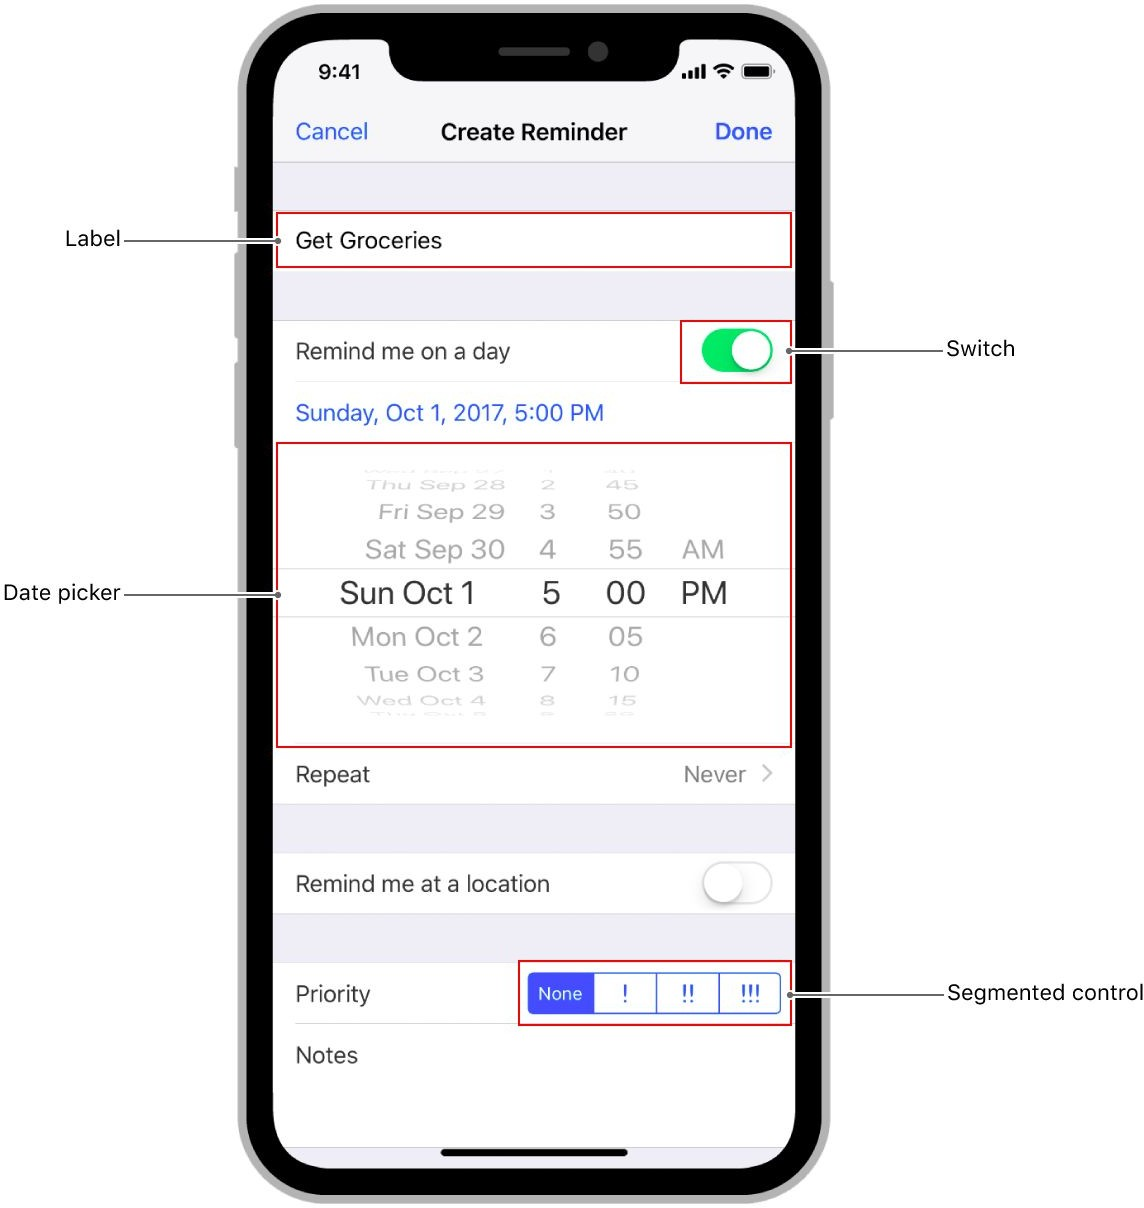 9:41
Cancel Create Reminder Done
Label
Get Groceries
Remind me on a day
Switch
Sunday, Oct 1, 2017, 5:00 PM
Thu Sep 28 2 45
Fri Sep 29 3 50
Sat Sep 30 4 55 AM
Date picker
Sun Oct 1 5 00 PM
Mon Oct 2 6 05
Tue Oct 3 7 10
Wed Oct 4 8 15
Repeat Never
Remind me at a location
Priority None ! !! !!!
Segmented control
Notes